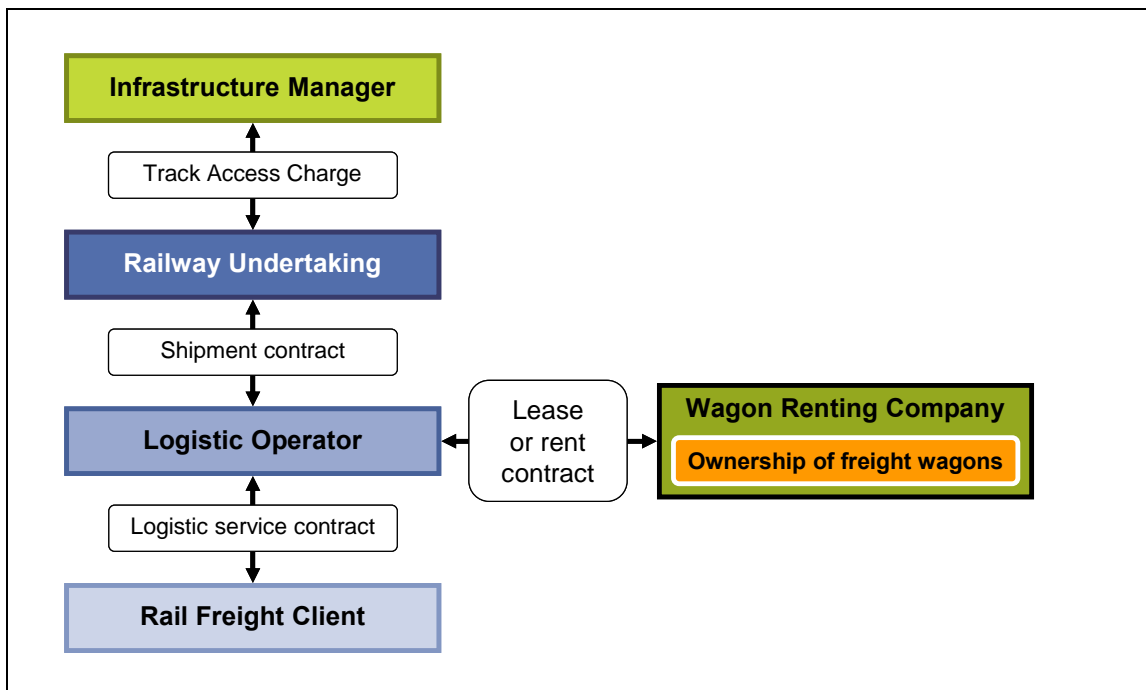 Infrastructure Manager
Track Access Charge
Railway Undertaking
Shipment contract
Logistic Operator
Lease
or rent
contract
Wagon Renting Company
Ownership of freight wagons
Logistic service contract
Rail Freight Client